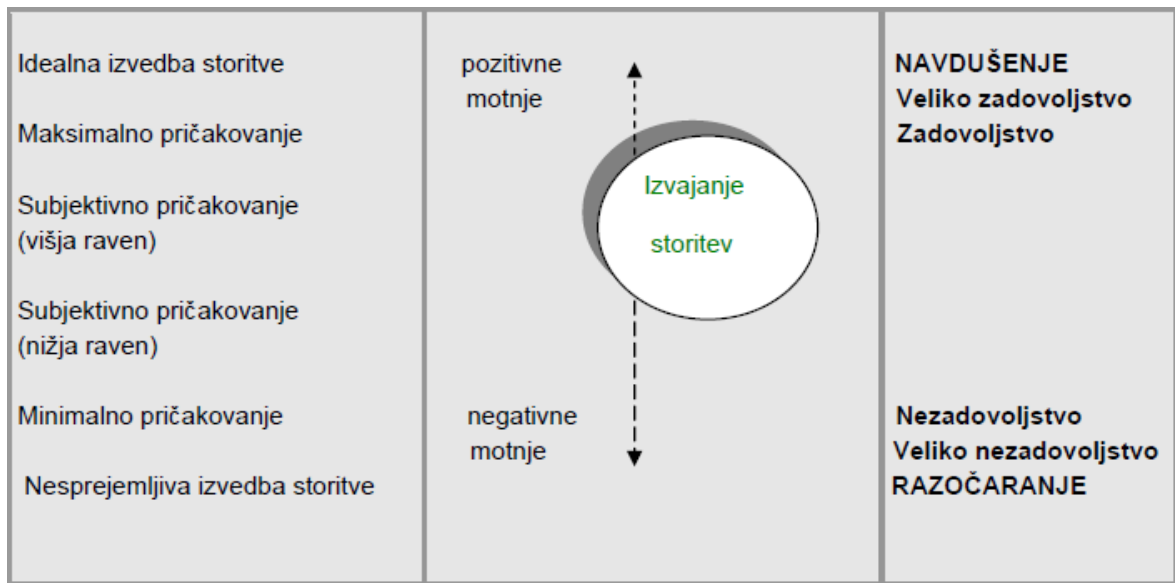 Idealna izvedba storitve
Maksimalno pričakovanje
Subjektivno pričakovanje
(višja raven)
Subjektivno pričakovanje
(nižja raven)
Minimalno pričakovanje
Nesprejemljiva izvedba storitve
pozitivne
motnje
Izvajanje
storitev
negativne
motnje
NAVDUŠENJE
Veliko zadovoljstvo
Zadovoljstvo
Nezadovoljstvo
Veliko nezadovoljstvo
RAZOČARANJE